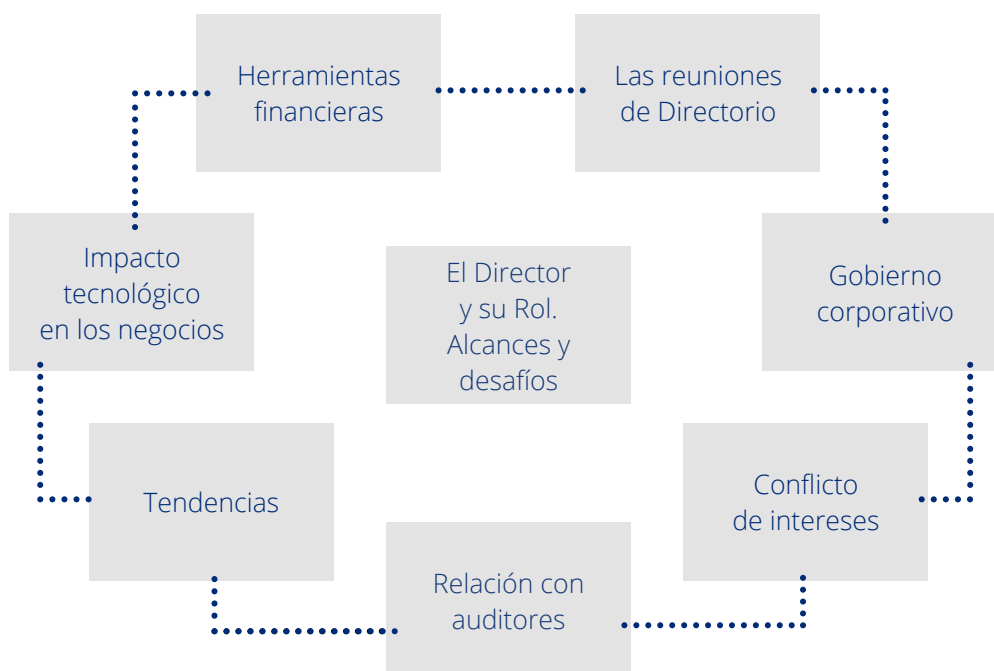 Herramientas
financieras
Las reuniones
de Directorio
Impacto
tecnológico
en los negocios
El Director
y su Rol.
Alcances y
desafíos
Gobierno
corporativo
Tendencias
Conflicto
de intereses
Relación con
auditores